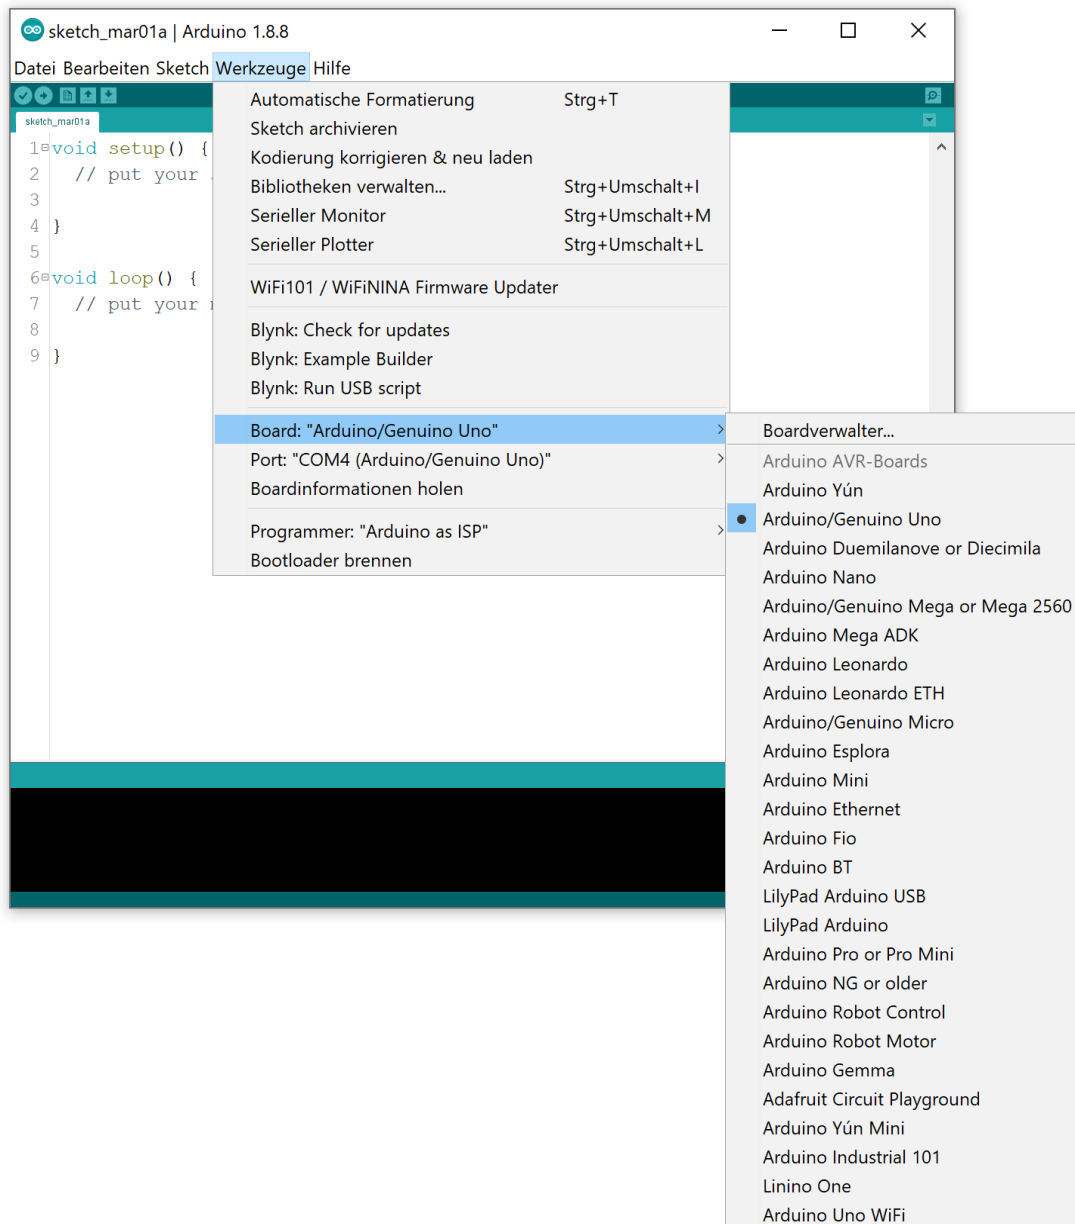 sketch_mar01a | Arduino 1.8.8
Datei Bearbeiten Sketch Werkzeuge Hilfe
sketch_mar01a
1 void setup() {
2 // put your
3
4 }
5
6 void loop() {
7 // put your
8
9 }
Automatische Formatierung Strg+T
Sketch archivieren
Kodierung korrigieren & neu laden
Bibliotheken verwalten... Strg+Umschalt+I
Serieller Monitor Strg+Umschalt+M
Serieller Plotter Strg+Umschalt+L
WiFi101 / WiFiNINA Firmware Updater
Blynk: Check for updates
Blynk: Example Builder
Blynk: Run USB script
Board: "Arduino/Genuino Uno"
Port: "COM4 (Arduino/Genuino Uno)"
Boardinformationen holen
Programmer: "Arduino as ISP"
Bootloader brennen
Boardverwalter...
Arduino AVR-Boards
Arduino Yún
Arduino/Genuino Uno
Arduino Duemilanove or Diecimila
Arduino Nano
Arduino/Genuino Mega or Mega 2560
Arduino Mega ADK
Arduino Leonardo
Arduino Leonardo ETH
Arduino/Genuino Micro
Arduino Esplora
Arduino Mini
Arduino Ethernet
Arduino Fio
Arduino BT
LilyPad Arduino USB
LilyPad Arduino
Arduino Pro or Pro Mini
Arduino NG or older
Arduino Robot Control
Arduino Robot Motor
Arduino Gemma
Adafruit Circuit Playground
Arduino Yún Mini
Arduino Industrial 101
Linino One
Arduino Uno WiFi